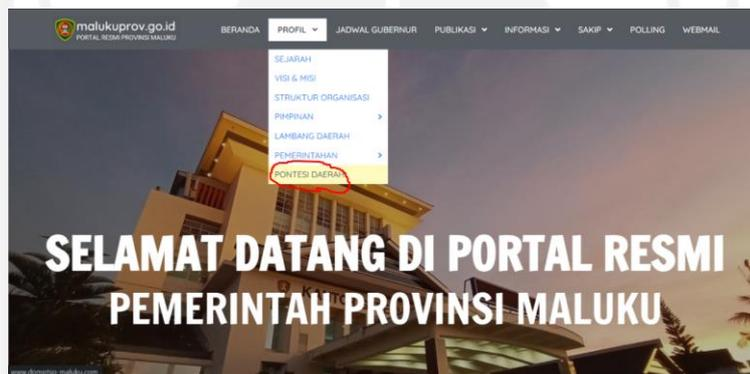 malukuprov.go.id
PORTAL RESMI PROVINSI MALUKU
BERANDA PROFIL JADWAL GUBERNUR PUBLIKASI INFORMASI SAKIP POLLING WEBMAIL
SEJARAH
VISI & MISI
STRUKTUR ORGANISASI
PIMPINAN
LAMBANG DAERAH
PEMERINTAHAN
PONTESI DAERAH
SELAMAT DATANG DI PORTAL RESMI
PEMERINTAH PROVINSI MALUKU